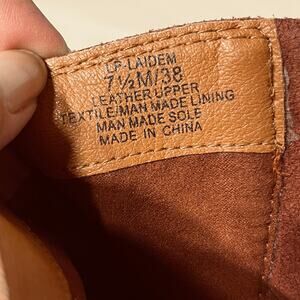 LP-LAIDEM
7½M/38
LEATHER UPPER
TEXTILE/MAN MADE LINING
MAN MADE SOLE
MADE IN CHINA